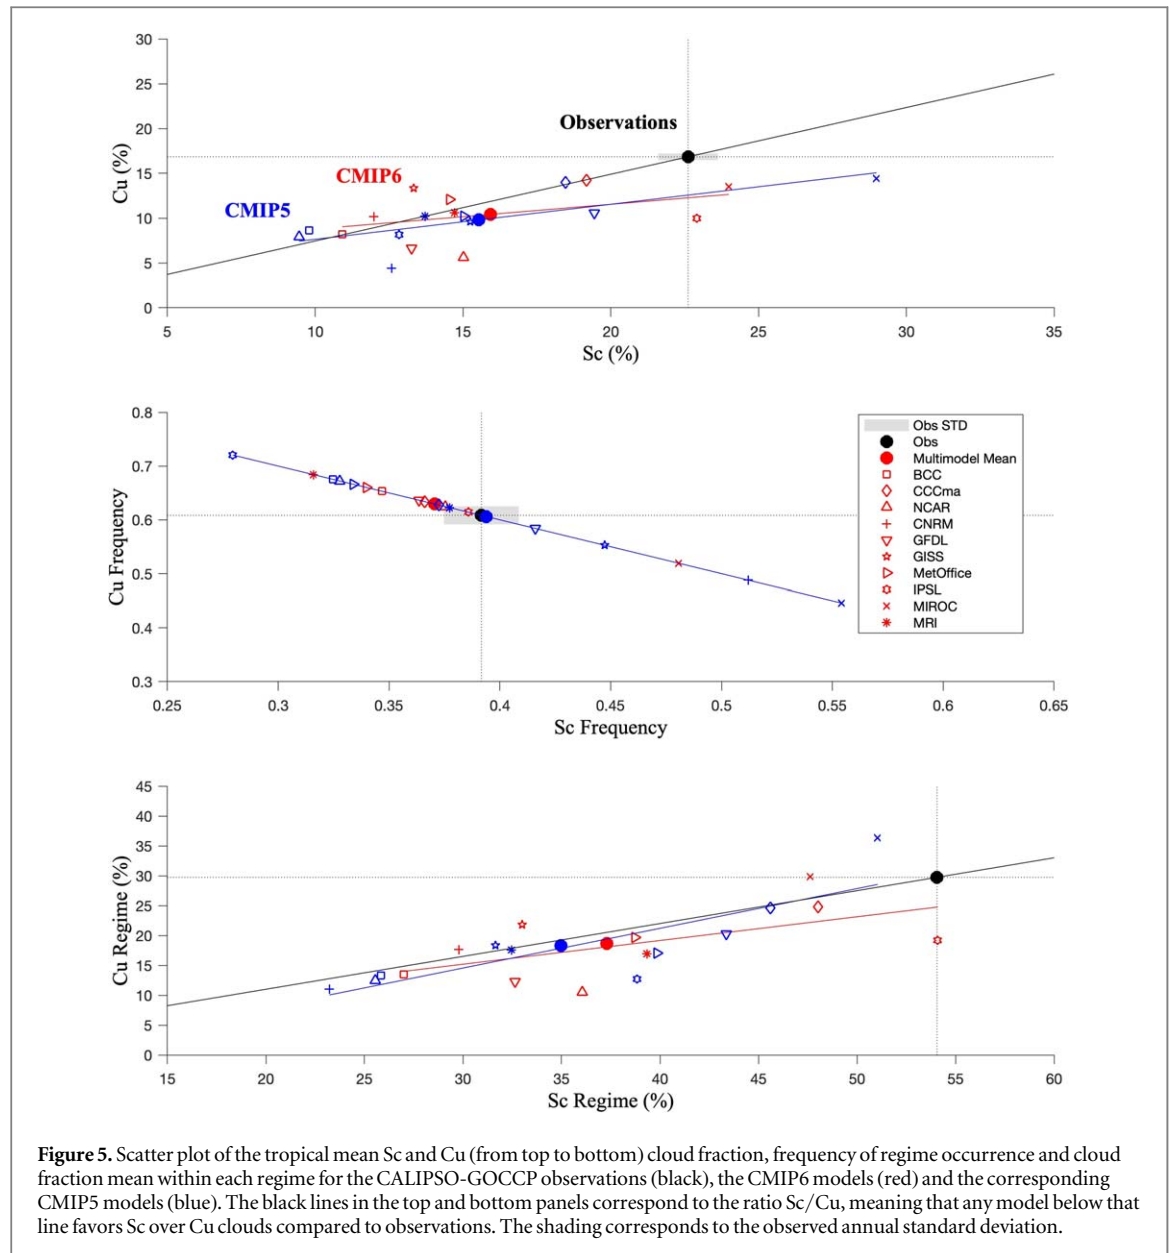 30
25
20
15
10
5
0
Cu (%)
Observations
CMIP6
CMIP5
5 10 15 20 25 30 35
Sc (%)
0.8
0.7
0.6
0.5
0.4
0.3
Cu Frequency
Obs STD
Obs
Multimodel Mean
BCC
CCCma
NCAR
CNRM
GFDL
GISS
MetOffice
IPSL
MIROC
MRI
0.25 0.3 0.35 0.4 0.45 0.5 0.55 0.6 0.65
Sc Frequency
45
40
35
30
25
20
15
10
5
0
Cu Regime (%)
15 20 25 30 35 40 45 50 55 60
Sc Regime (%)
Figure 5. Scatter plot of the tropical mean Sc and Cu (from top to bottom) cloud fraction, frequency of regime occurrence and cloud
fraction mean within each regime for the CALIPSO-GOCCP observations (black), the CMIP6 models (red) and the corresponding
CMIP5 models (blue). The black lines in the top and bottom panels correspond to the ratio Sc/Cu, meaning that any model below that
line favors Sc over Cu clouds compared to observations. The shading corresponds to the observed annual standard deviation.